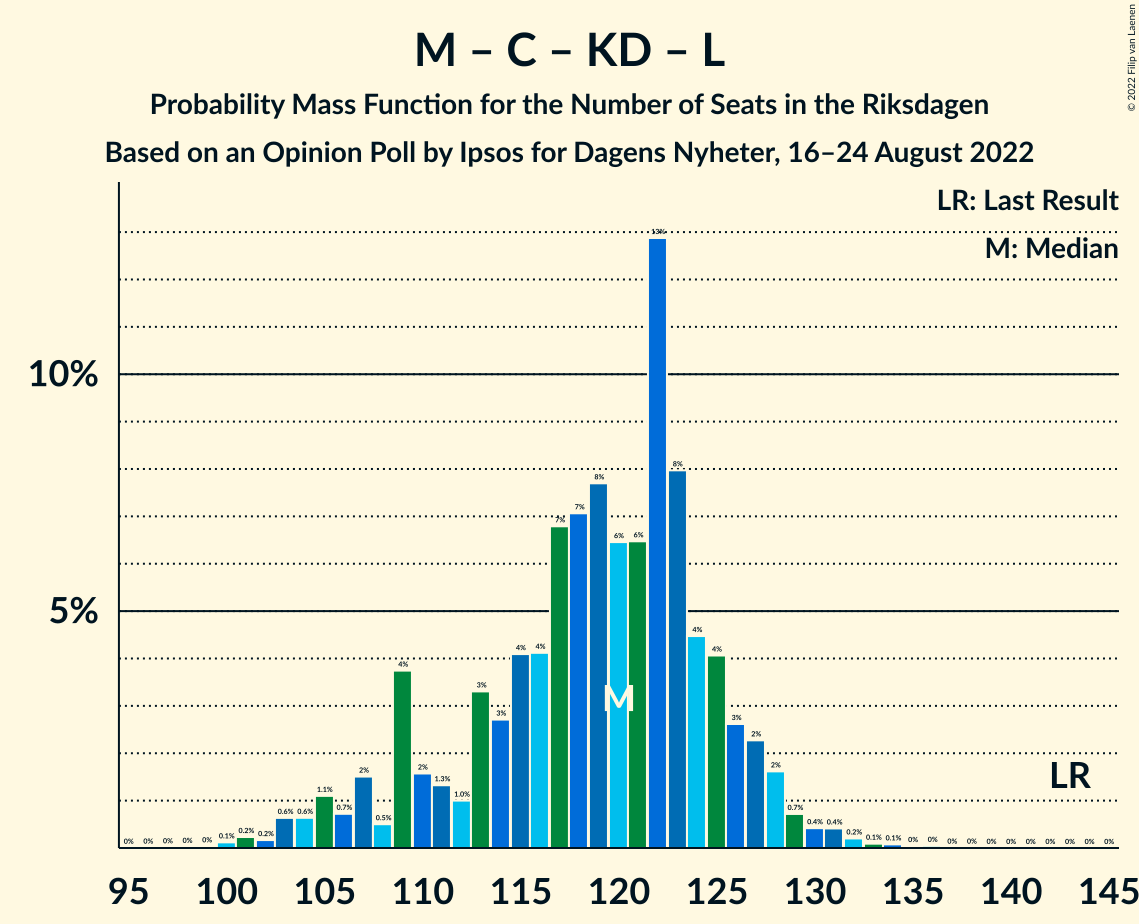 M – C – KD – L
Probability Mass Function for the Number of Seats in the Riksdagen
Based on an Opinion Poll by Ipsos for Dagens Nyheter, 16–24 August 2022
© 2022 Filip van Laenen
LR: Last Result
M: Median
10%
5%
0% 0% 0% 0% 0% 0.1% 0.2% 0.2% 0.6% 0.6% 1.1% 0.7% 2% 0.5% 4% 2% 1.3% 1.0% 3% 3% 4% 4% 7% 7% 8% 6% 6% 13% 8% 4% 4% 3% 2% 2% 0.7% 0.4% 0.4% 0.2% 0.1% 0.1% 0% 0% 0% 0% 0% 0% 0% 0% 0% 0% 0%
M
LR
95 100 105 110 115 120 125 130 135 140 145